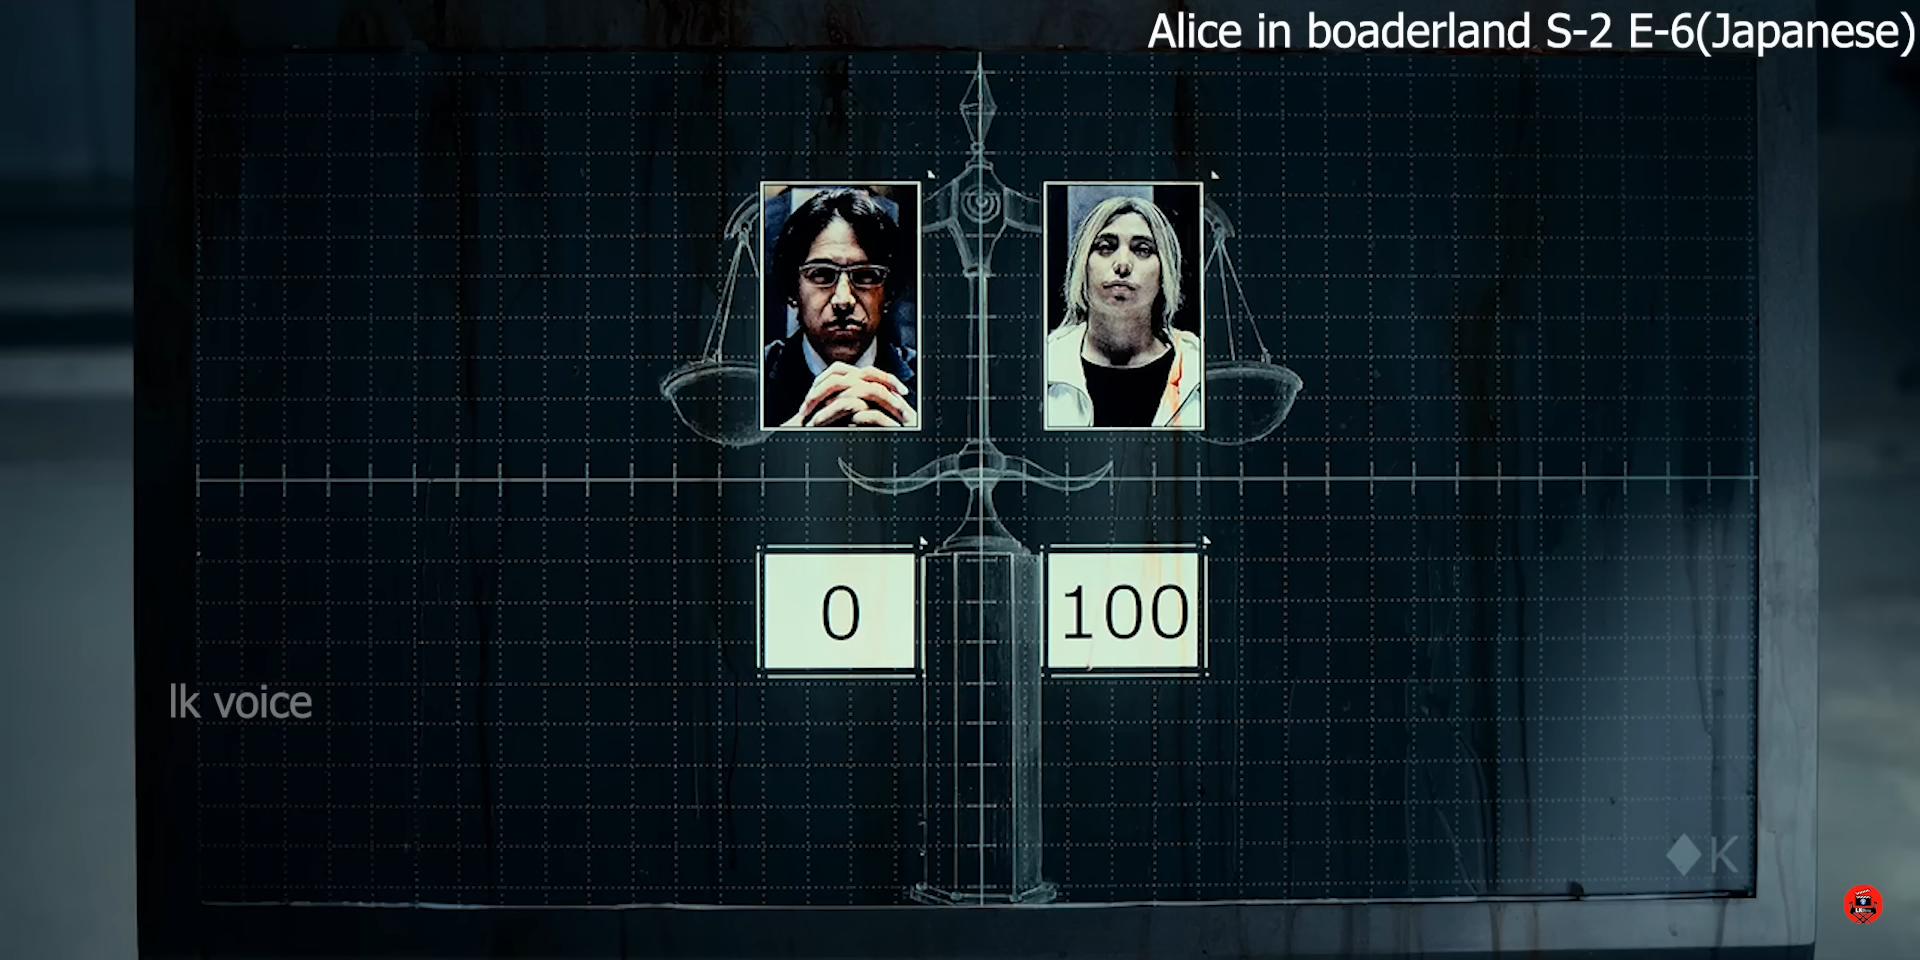 Alice in boaderland S-2 E-6(Japanese)
0
100
lk voice
♦K